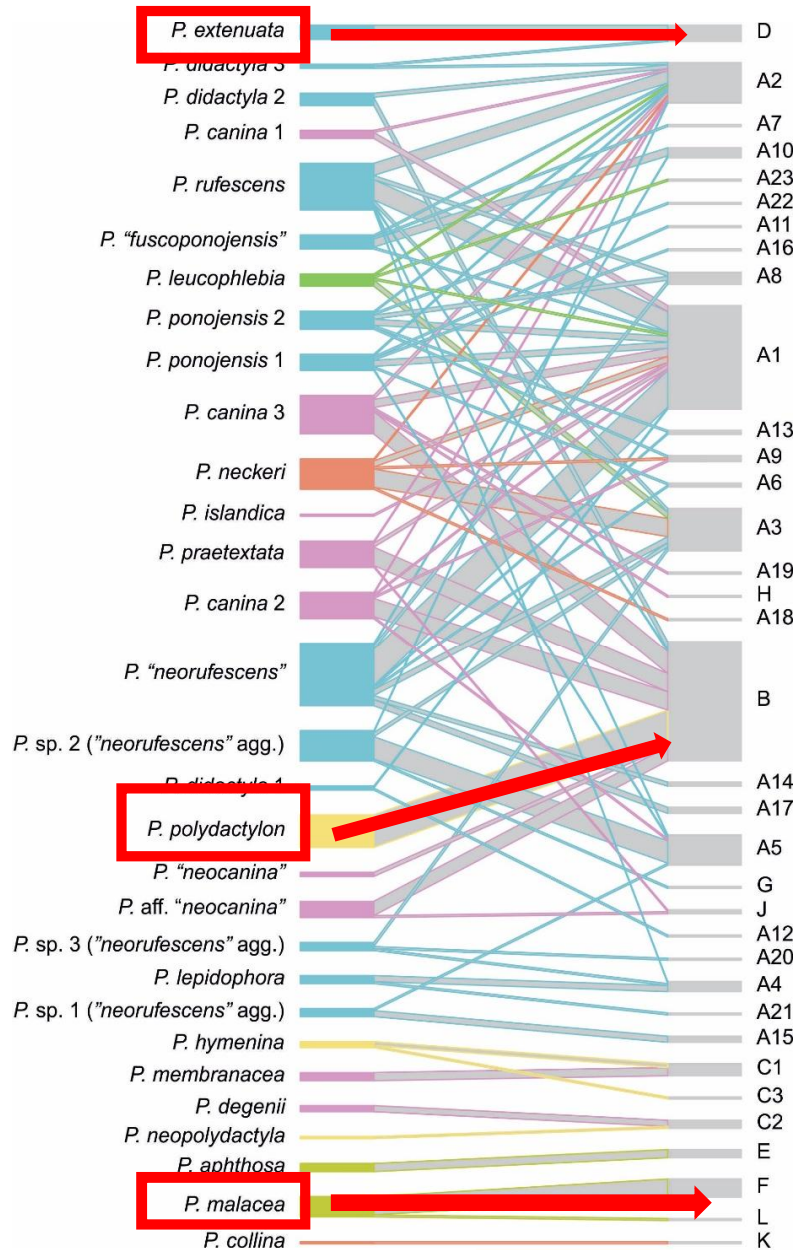 P. extenuata
P. didactyla 3
P. didactyla 2
P. canina 1
P. rufescens
P. “fuscoponojensis”
P. leucophlebia
P. ponojensis 2
P. ponojensis 1
P. canina 3
P. neckeri
P. islandica
P. praetextata
P. canina 2
P. “neorufescens”
P. sp. 2 (”neorufescens” agg.)
P. didactyla 1
P. polydactylon
P. “neocanina”
P. aff. “neocanina”
P. sp. 3 (”neorufescens” agg.)
P. lepidophora
P. sp. 1 (”neorufescens” agg.)
P. hymenina
P. membranacea
P. degenii
P. neopolydactyla
P. aphthosa
P. malacea
P. collina
D
A2
A7
A10
A23
A22
A11
A16
A8
A1
A13
A9
A6
A3
A19
H
A18
B
A14
A17
A5
G
J
A12
A20
A4
A21
A15
C1
C3
C2
E
F
L
K